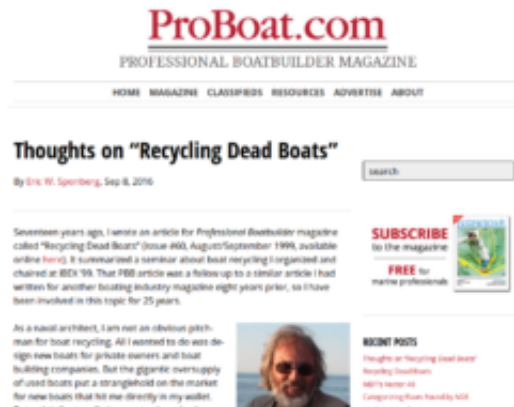 ProBoat.com
PROFESSIONAL BOATBUILDER MAGAZINE
HOME MAGAZINE CLASSIFIEDS RESOURCES ADVERTISE ABOUT
Thoughts on “Recycling Dead Boats”
By Eric W. Sponberg, Sep 8, 2016
search
Seventeen years ago, I wrote an article for Professional Boatbuilder magazine
called “Recycling Dead Boats” (Issue #60, August/September 1999, available
online here). It summarized a seminar about boat recycling I organized and
chaired at IBEX ’99. That PBB article was a follow up to a similar article I had
written for another boating industry magazine eight years prior, so I have
been involved in this topic for 25 years.
SUBSCRIBE
to the magazine
FREE for
marine professionals
As a naval architect, I am not an obvious pitch-
man for boat recycling. All I wanted to do was de-
sign new boats for private owners and boat
building companies. But the gigantic oversupply
of used boats put a stranglehold on the market
for new boats that hit me directly in my wallet.
RECENT POSTS
Thoughts on “Recycling Dead Boats”
Recycling Dead Boats